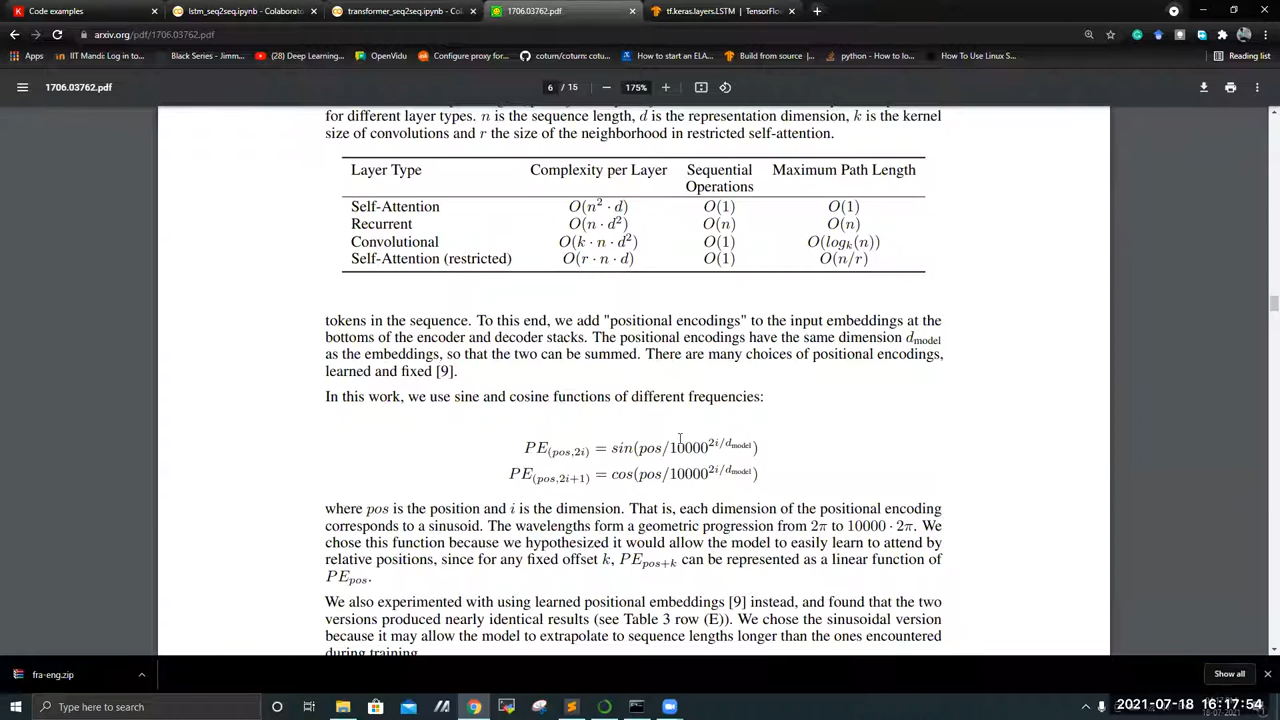 Code examples
lstm_seq2seq.ipynb - Colaborato
transformer_seq2seq.ipynb - Col
1706.03762.pdf
tf.keras.layers.LSTM | TensorFlo
arxiv.org/pdf/1706.03762.pdf
Apps
IIT Mandi: Log in to...
Black Series - Jimm...
(30) Deep Learning...
OpenVidu
Configure proxy for...
coturn/coturn: cotu...
How to start an ELA...
Build from source |...
python - How to Lo...
How To Use Linux S...
Reading list
1706.03762.pdf
6 / 15
175%
for different layer types. n is the sequence length, d is the representation dimension, k is the kernel
size of convolutions and r the size of the neighborhood in restricted self-attention.
Layer Type Complexity per Layer Sequential Maximum Path Length
Operations
Self-Attention O(n² · d) O(1) O(1)
Recurrent O(n · d²) O(n) O(n)
Convolutional O(k · n · d²) O(1) O(logₖ(n))
Self-Attention (restricted) O(r · n · d) O(1) O(n/r)
tokens in the sequence. To this end, we add "positional encodings" to the input embeddings at the
bottoms of the encoder and decoder stacks. The positional encodings have the same dimension d_model
as the embeddings, so that the two can be summed. There are many choices of positional encodings,
learned and fixed [9].
In this work, we use sine and cosine functions of different frequencies:
PE_(pos,2i) = sin(pos/10000^{2i/d_model})
PE_(pos,2i+1) = cos(pos/10000^{2i/d_model})
where pos is the position and i is the dimension. That is, each dimension of the positional encoding
corresponds to a sinusoid. The wavelengths form a geometric progression from 2π to 10000 · 2π. We
chose this function because we hypothesized it would allow the model to easily learn to attend by
relative positions, since for any fixed offset k, PE_{pos+k} can be represented as a linear function of
PE_{pos}.
We also experimented with using learned positional embeddings [9] instead, and found that the two
versions produced nearly identical results (see Table 3 row (E)). We chose the sinusoidal version
because it may allow the model to extrapolate to sequence lengths longer than the ones encountered
during training.
fra-eng.zip
Show all
Type here to search
2021-07-18 16:17:54